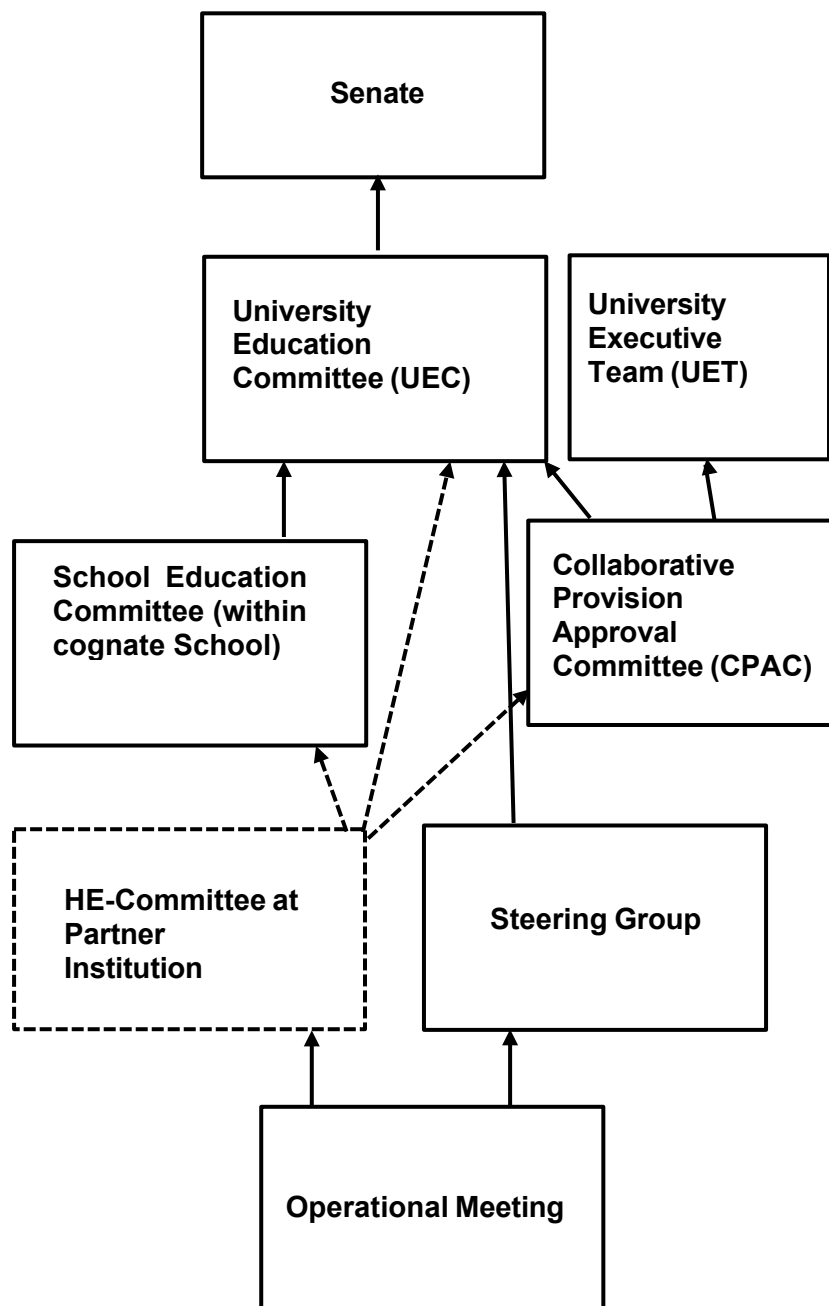 Senate
University
Education
Committee (UEC)
University
Executive
Team (UET)
School Education
Committee (within
cognate School)
Collaborative
Provision
Approval
Committee (CPAC)
HE-Committee at
Partner
Institution
Steering Group
Operational Meeting